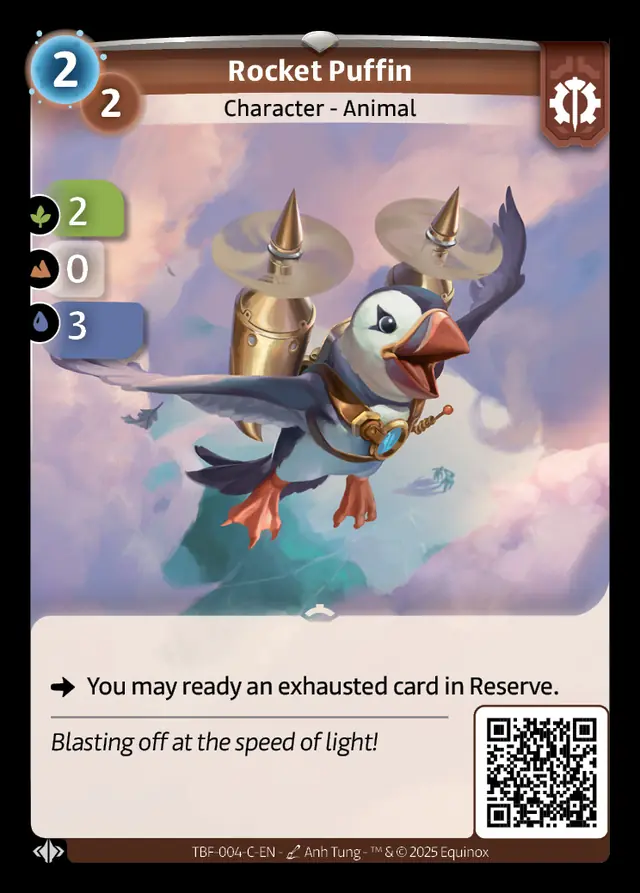 2
Rocket Puffin
2
Character - Animal
2
0
3
You may ready an exhausted card in Reserve.
Blasting off at the speed of light!
TBF-004-C-EN - Anh Tung - ™ & © 2025 Equinox